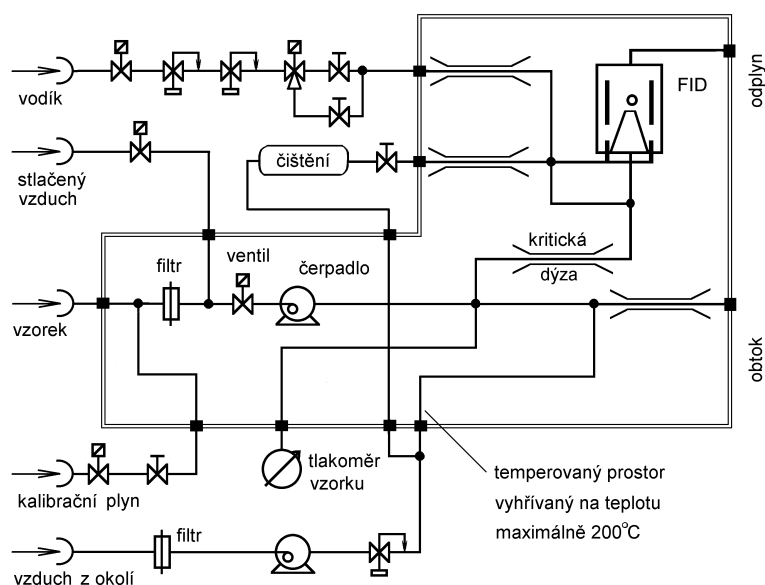 vodík
FID
odplyn
stlačený
vzduch
čištění
ventil
filtr
čerpadlo
kritická
dýza
vzorek
obtok
tlakoměr
vzorku
temperovaný prostor
vyhřívaný na teplotu
maximálně 200°C
kalibrační plyn
filtr
vzduch z okolí